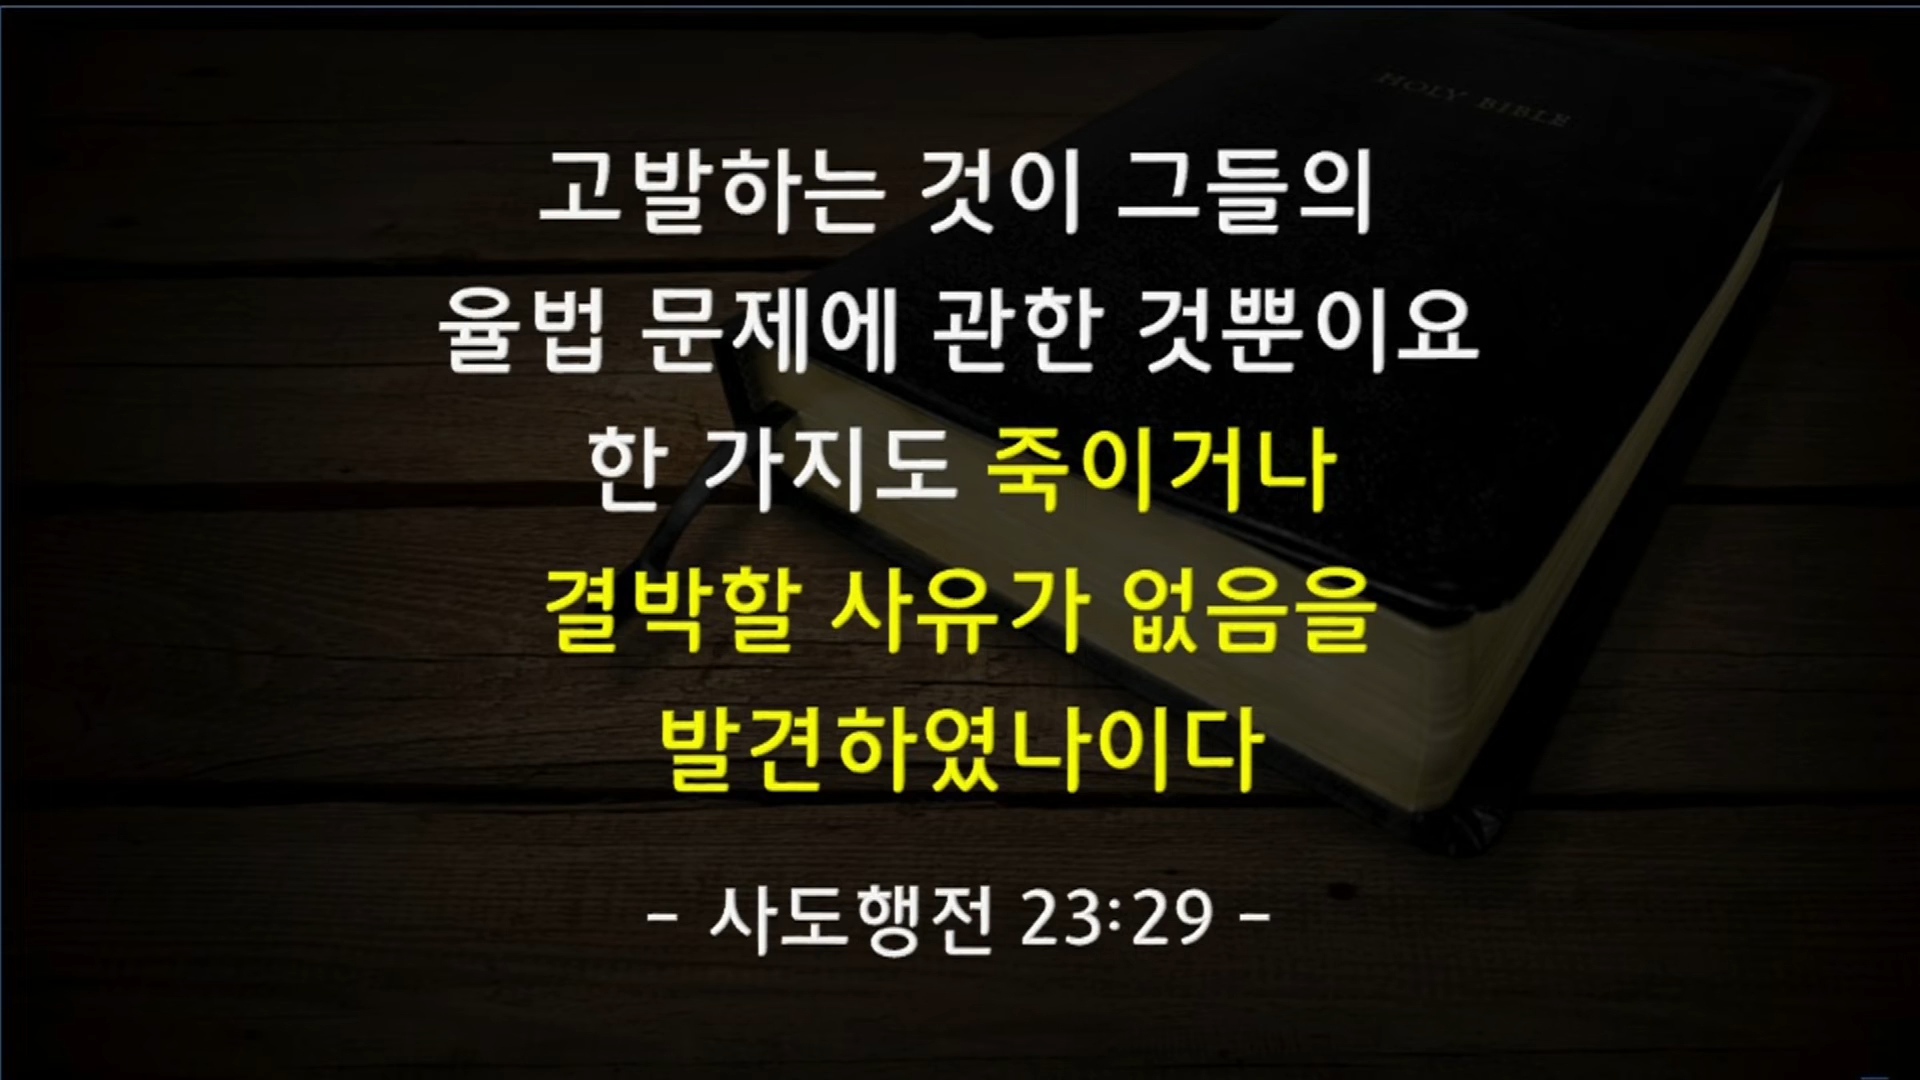 HOLY BIBLE
고발하는 것이 그들의
율법 문제에 관한 것뿐이요
한 가지도 죽이거나
결박할 사유가 없음을
발견하였나이다
- 사도행전 23:29 -